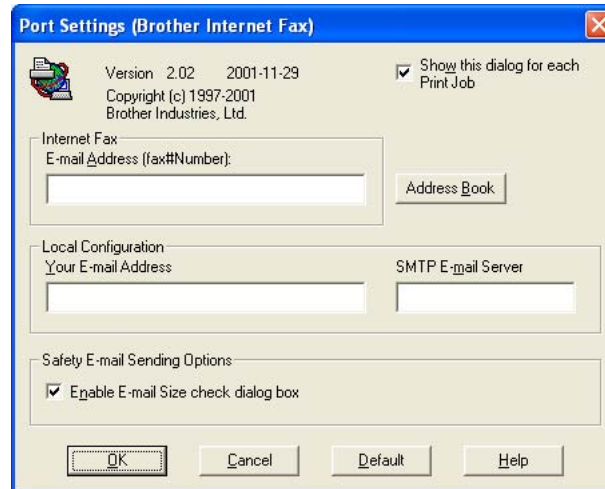 Port Settings (Brother Internet Fax)
Version 2.02 2001-11-29
Copyright (c) 1997-2001
Brother Industries, Ltd.
Show this dialog for each
Print Job
Internet Fax
E-mail Address (fax#Number):
Address Book
Local Configuration
Your E-mail Address
SMTP E-mail Server
Safety E-mail Sending Options
Enable E-mail Size check dialog box
OK
Cancel
Default
Help